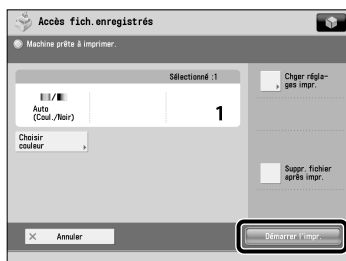 Accès fich.enregistrés
Machine prête à imprimer.
Sélectionné :1
Auto
(Coul./Noir)
1
Choisir
couleur
Chger régla-
ges impr.
Suppr. fichier
après impr.
Annuler
Démarrer l'impr.